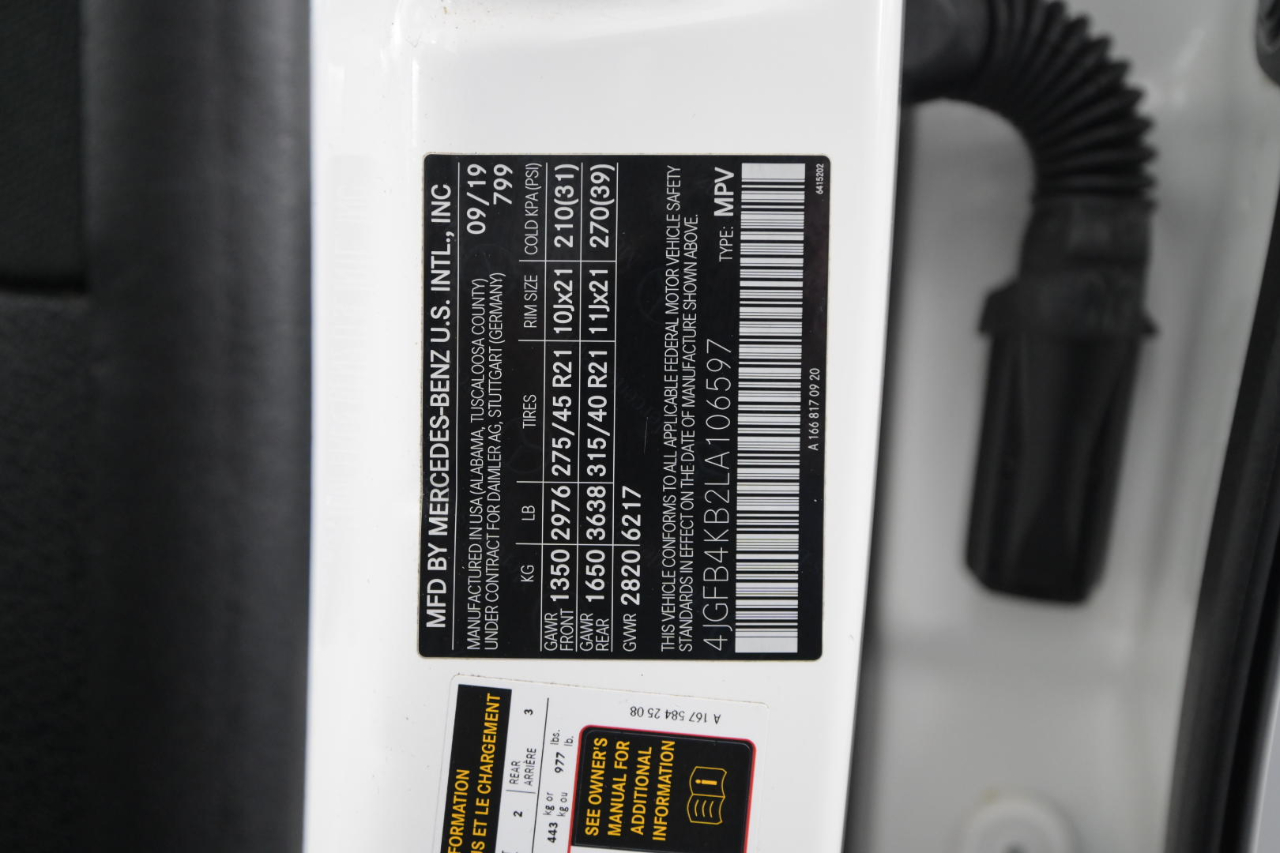 MFD BY MERCEDES-BENZ U.S. INTL., INC
MANUFACTURED IN USA (ALABAMA, TUSCALOOSA COUNTY) 09/19
UNDER CONTRACT FOR DAIMLER AG, STUTTGART (GERMANY) 799
KG LB TIRES RIM SIZE COLD KPA (PSI)
GAWR
FRONT 1350 2976 275/45 R21 10Jx21 210(31)
GAWR
REAR 1650 3638 315/40 R21 11Jx21 270(39)
GVWR 2820 6217
THIS VEHICLE CONFORMS TO ALL APPLICABLE FEDERAL MOTOR VEHICLE SAFETY
STANDARDS IN EFFECT ON THE DATE OF MANUFACTURE SHOWN ABOVE.
4JGFB4KB2LA106597 TYPE: MPV
A 166 817 09 20 6415202
FORMATION
US ET LE CHARGEMENT
2 REAR
ARRIÈRE 3
443 kg or 977 lbs.
kg ou lb.
SEE OWNER'S
MANUAL FOR
ADDITIONAL
INFORMATION
A 167 584 25 08